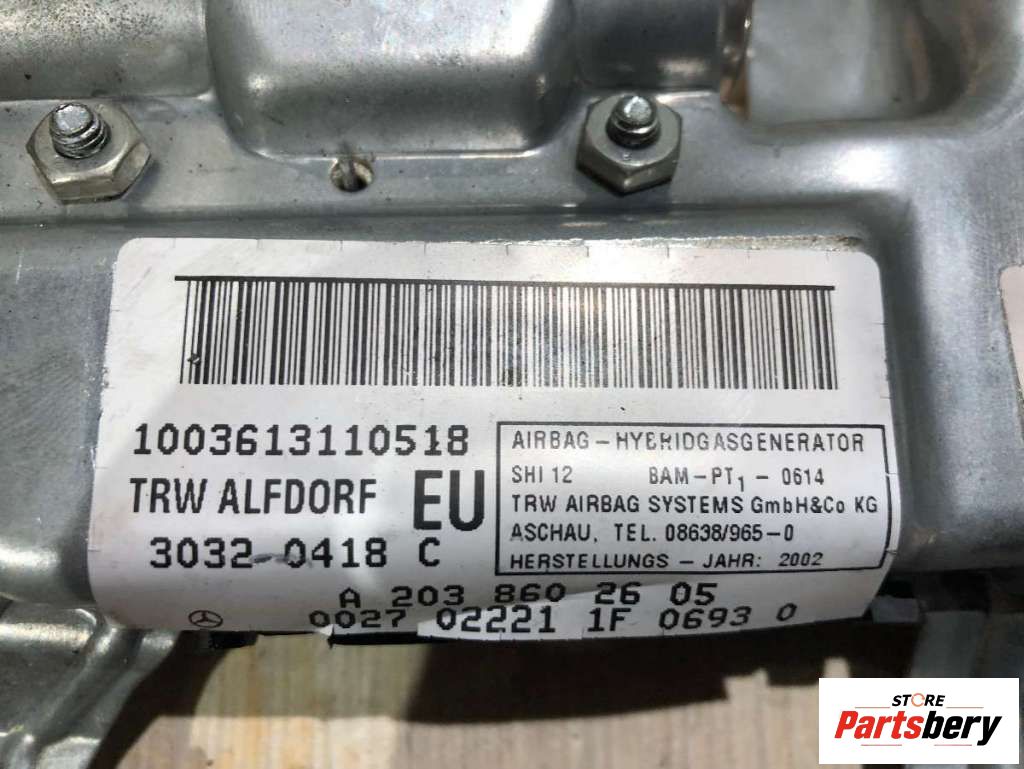 1003613110518
TRW ALFDORF EU
3032-0418 C
AIRBAG - HYBRIDGASGENERATOR
SHI 12 BAM-PT1 - 0614
TRW AIRBAG SYSTEMS GmbH&Co KG
ASCHAU, TEL. 08638/965-0
HERSTELLUNGS - JAHR: 2002
A 203 860 26 05
0027 02221 1F 0693 0
STORE
Partsbery